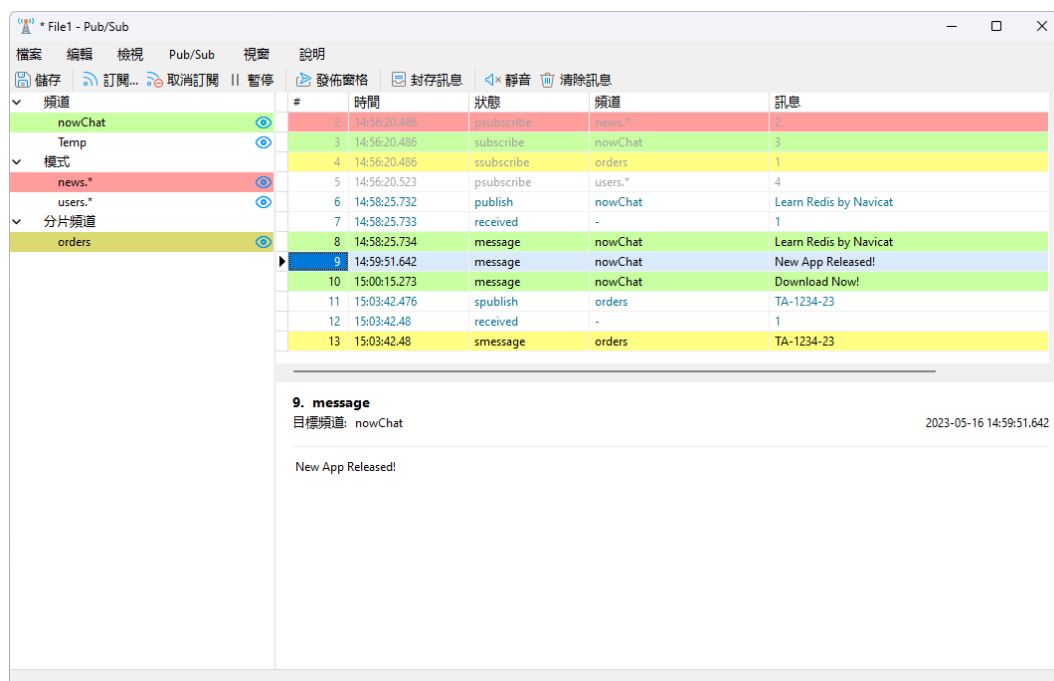 * File1 - Pub/Sub
檔案 編輯 檢視 Pub/Sub 視窗 說明
儲存 訂閱... 取消訂閱 暫停 發佈窗格 封存訊息 靜音 清除訊息
頻道
nowChat
Temp
模式
news.*
users.*
分片頻道
orders
# 時間 狀態 頻道 訊息
2 14:56:20.486 psubscribe news.* 2
3 14:56:20.486 subscribe nowChat 3
4 14:56:20.486 ssubscribe orders 1
5 14:56:20.523 psubscribe users.* 4
6 14:58:25.732 publish nowChat Learn Redis by Navicat
7 14:58:25.733 received - 1
8 14:58:25.734 message nowChat Learn Redis by Navicat
9 14:59:51.642 message nowChat New App Released!
10 15:00:15.273 message nowChat Download Now!
11 15:03:42.476 spublish orders TA-1234-23
12 15:03:42.48 received - 1
13 15:03:42.48 smessage orders TA-1234-23
9. message
目標頻道: nowChat 2023-05-16 14:59:51.642
New App Released!